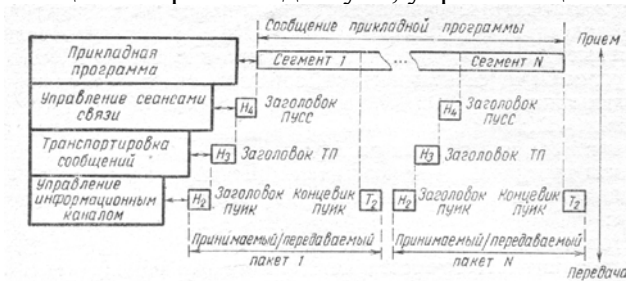 Сообщение прикладной программы
Прием
Прикладная
программа
Сегмент 1
...
Сегмент N
Управление сеансами
связи
H₄
Заголовок
ПУСС
H₄
Заголовок
ПУСС
Транспортировка
сообщений
H₃
Заголовок ТП
H₃
Заголовок ТП
Управление
информационным
каналом
H₂
Заголовок
ПУИК
Концевик
ПУИК
T₂
H₂
Заголовок
ПУИК
Концевик
ПУИК
T₂
Принимаемый/передаваемый
пакет 1
Принимаемый/передаваемый
пакет N
Передача